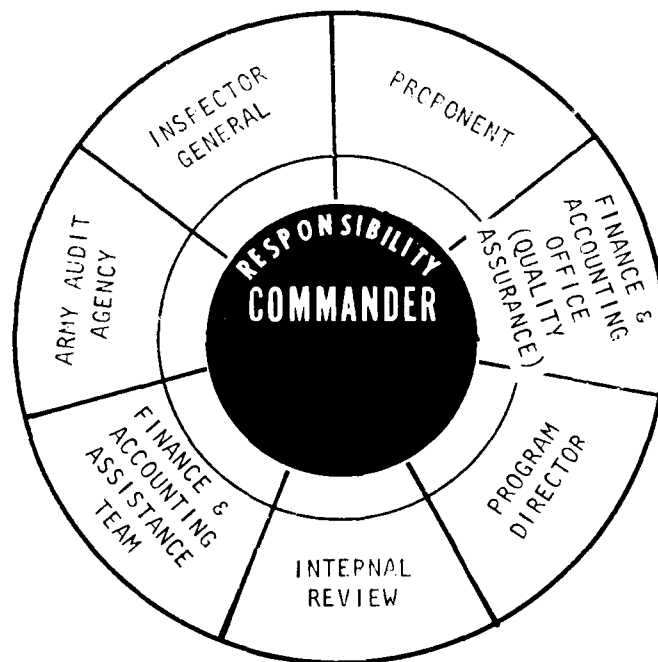 INSPECTOR
GENERAL
PROPONENT
FINANCE &
ACCOUNTING
OFFICE
(QUALITY
ASSURANCE)
PROGRAM
DIRECTOR
INTERNAL
REVIEW
FINANCE &
ACCOUNTING
ASSISTANCE
TEAM
ARMY AUDIT
AGENCY
RESPONSIBILITY
COMMANDER